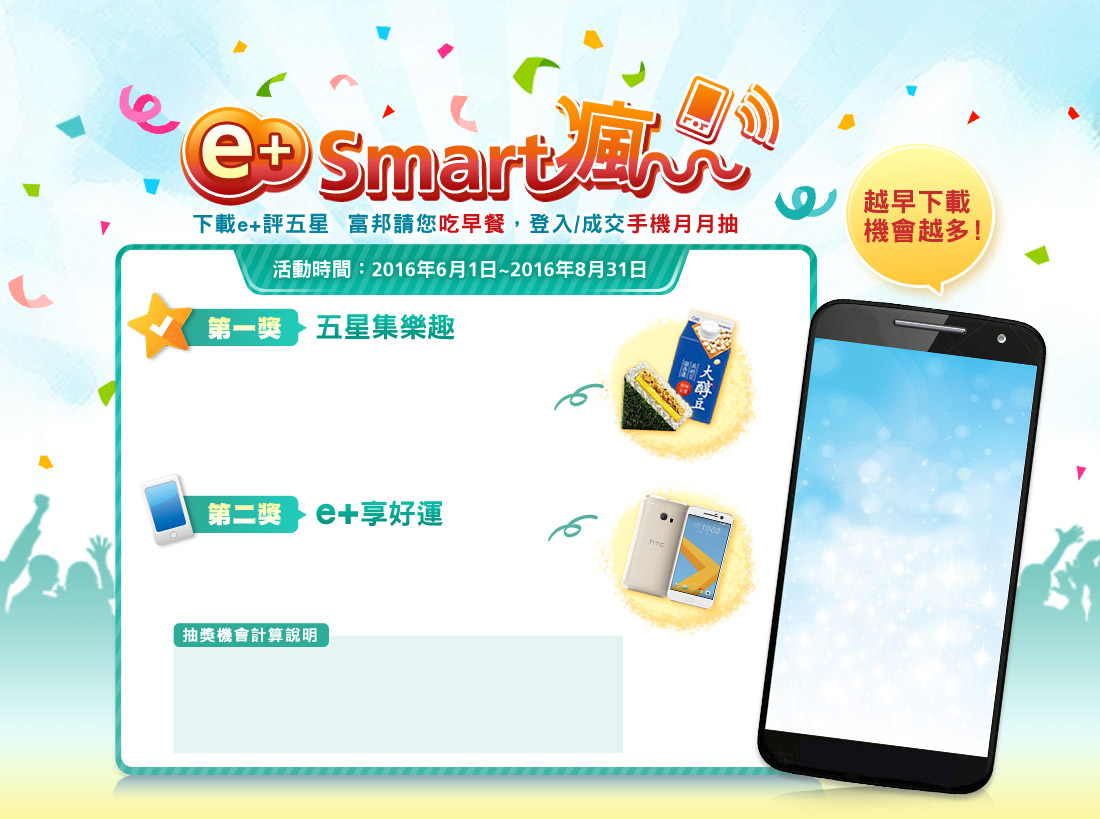 e+ Smart瘋
下載e+評五星 富邦請您吃早餐，登入/成交手機月月抽
越早下載
機會越多!
活動時間：2016年6月1日~2016年8月31日
第一獎 五星集樂趣
大醇豆
第二獎 e+享好運
10:08
hTC
抽獎機會計算說明